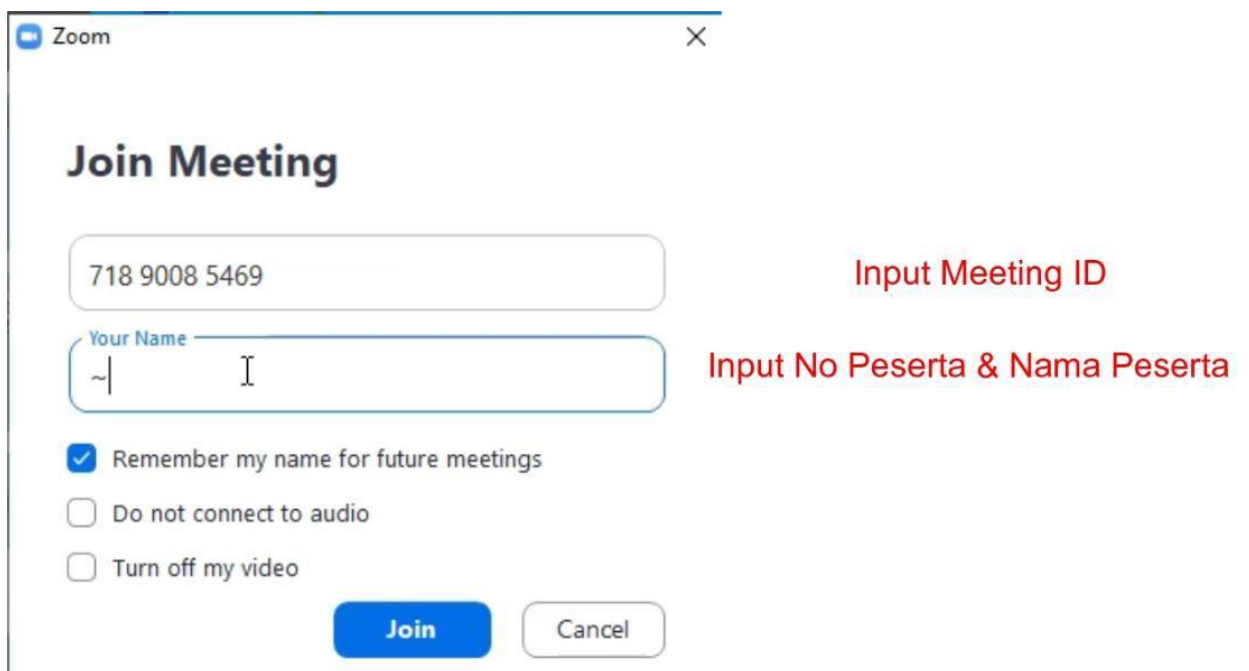 Zoom
Join Meeting
718 9008 5469
Input Meeting ID
Your Name
~
Input No Peserta & Nama Peserta
Remember my name for future meetings
Do not connect to audio
Turn off my video
Join
Cancel